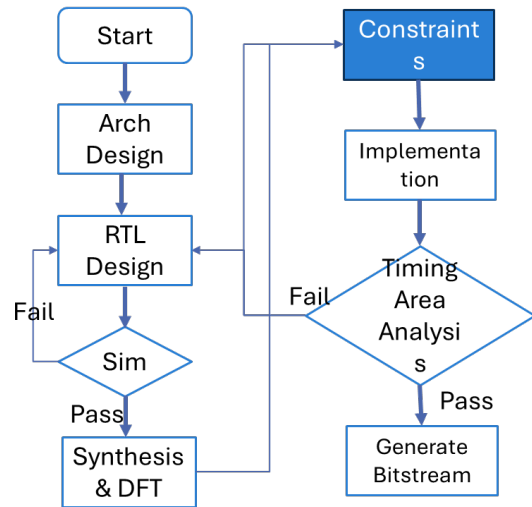 Start
Arch
Design
RTL
Design
Fail
Sim
Pass
Synthesis
& DFT
Constraint
s
Implementa
tion
Timing
Area
Analysi
s
Fail
Pass
Generate
Bitstream